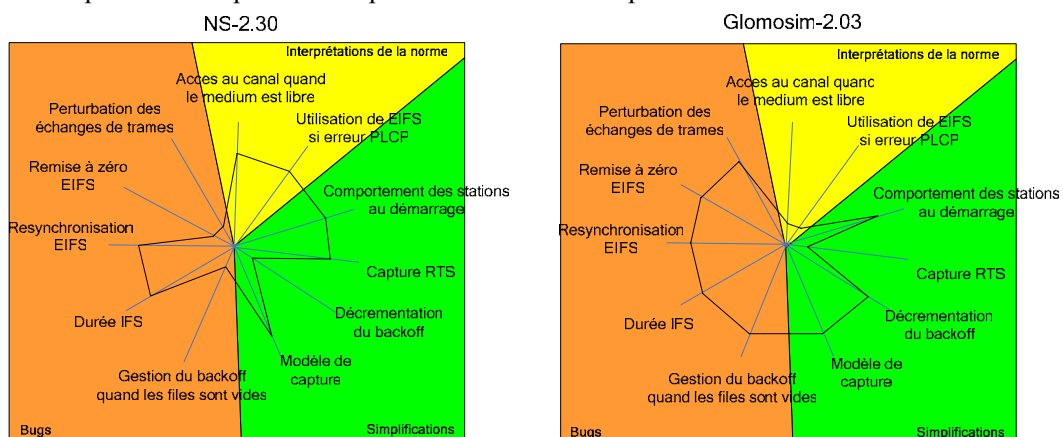 NS-2.30
Interprétations de la norme
Acces au canal quand
le medium est libre
Perturbation des
échanges de trames
Utilisation de EIFS
si erreur PLCP
Remise à zéro
EIFS
Comportement des stations
au démarrage
Resynchronisation
EIFS
Capture RTS
Durée IFS
Décrementation
du backoff
Modèle de
capture
Gestion du backoff
quand les files sont vides
Bugs
Simplifications
Glomosim-2.03
Interprétations de la norme
Acces au canal quand
le medium est libre
Perturbation des
échanges de trames
Utilisation de EIFS
si erreur PLCP
Remise à zéro
EIFS
Comportement des stations
au démarrage
Resynchronisation
EIFS
Capture RTS
Durée IFS
Décrementation
du backoff
Modèle de
capture
Gestion du backoff
quand les files sont vides
Bugs
Simplifications